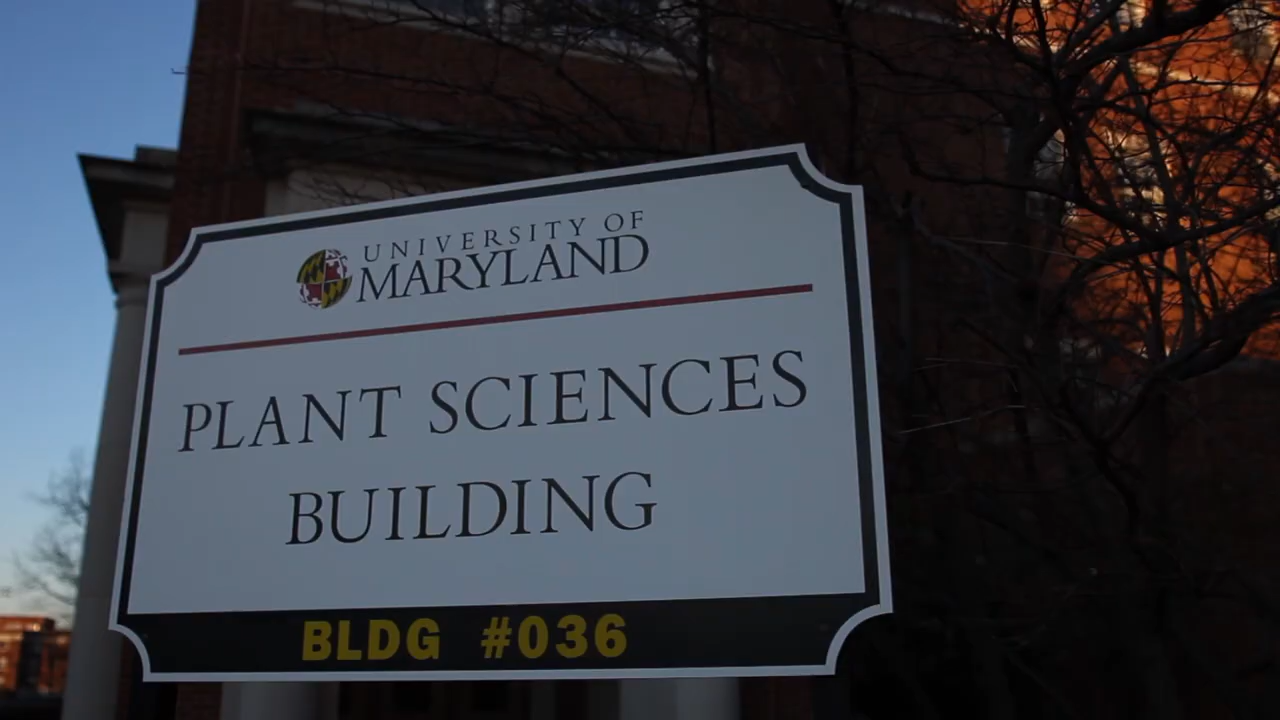 UNIVERSITY OF
MARYLAND
PLANT SCIENCES
BUILDING
BLDG #036